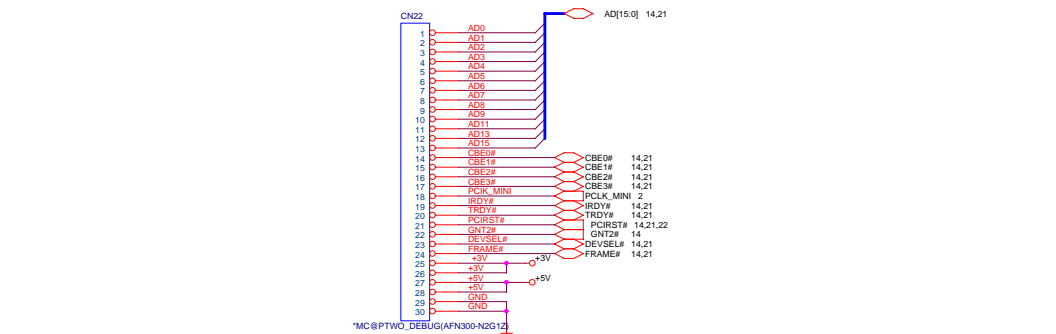 AD[15:0] 14,21
CN22
1 AD0
2 AD1
3 AD2
4 AD3
5 AD4
6 AD5
7 AD6
8 AD7
9 AD8
10 AD9
11 AD11
12 AD13
13 AD15
14 CBE0# CBE0# 14,21
15 CBE1# CBE1# 14,21
16 CBE2# CBE2# 14,21
17 CBE3# CBE3# 14,21
18 PCIK_MINI PCLK_MINI 2
19 IRDY# IRDY# 14,21
20 TRDY# TRDY# 14,21
21 PCIRST# PCIRST# 14,21,22
22 GNT2# GNT2# 14
23 DEVSEL# DEVSEL# 14,21
24 FRAME# FRAME# 14,21
25 +3V +3V
26 +3V
27 +5V +5V
28 +5V
29 GND
30 GND
*MC@PTWO_DEBUG(AFN300-N2G1Z)